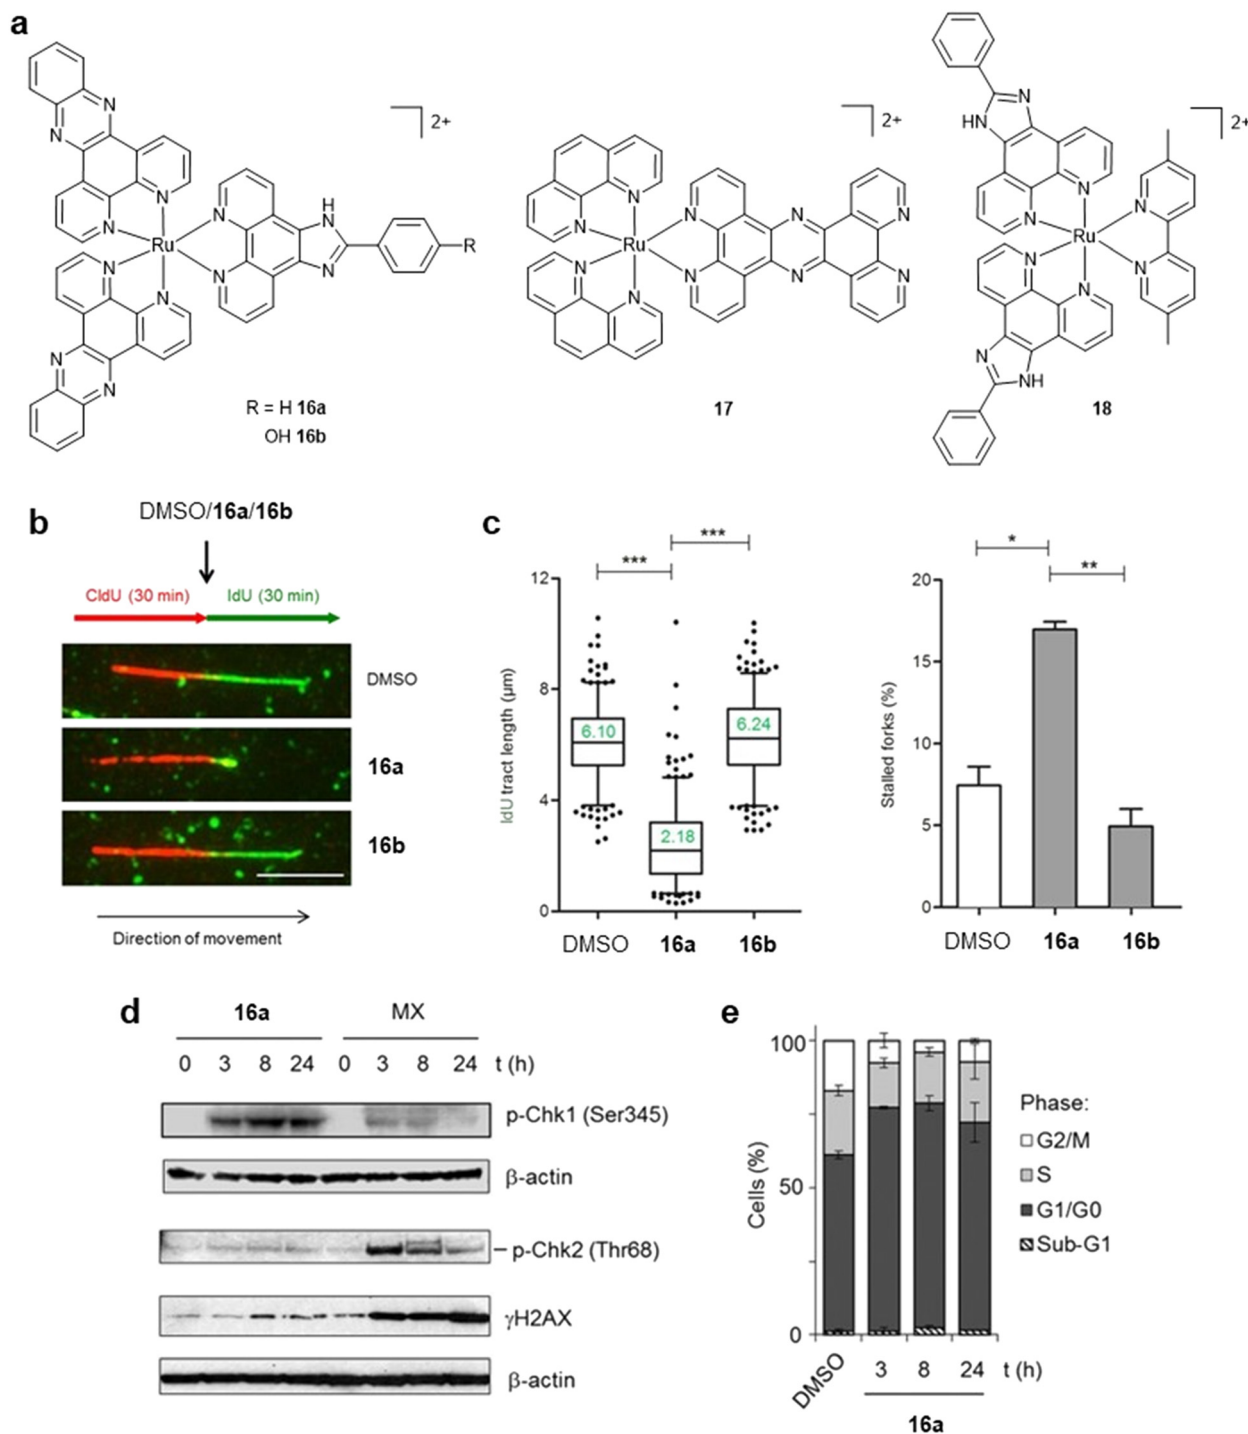 a
N
N
N
N
N
N
N
N
Ru
N
N
H
N
N
R
2+
R = H 16a
OH 16b
N
N
N
N
Ru
N
N
N
N
N
N
2+
17
N
HN
N
N
Ru
N
N
N
N
N
NH
2+
18
b
DMSO/16a/16b
CldU (30 min)
IdU (30 min)
DMSO
16a
16b
Direction of movement
c
***
***
12
8
4
0
IdU tract length (µm)
6.10
2.18
6.24
DMSO
16a
16b
*
**
20
15
10
5
0
Stalled forks (%)
DMSO
16a
16b
d
16a
MX
0 3 8 24 0 3 8 24 t (h)
p-Chk1 (Ser345)
β-actin
p-Chk2 (Thr68)
γH2AX
β-actin
e
100
50
0
Cells (%)
Phase:
G2/M
S
G1/G0
Sub-G1
DMSO
3 8 24 t (h)
16a